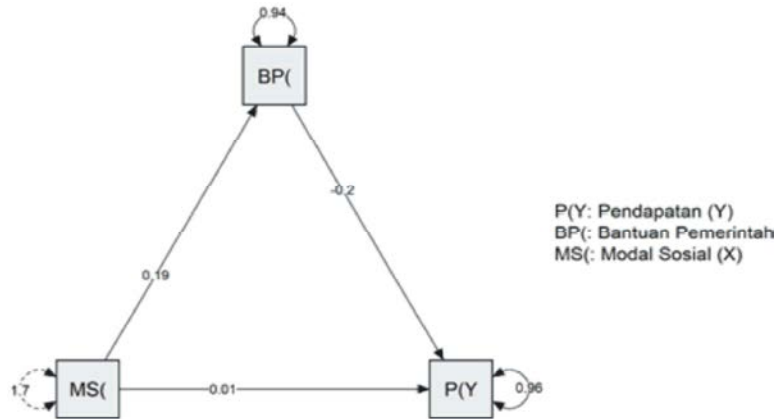 0.94
BP(
-0.2
P(Y: Pendapatan (Y)
BP(: Bantuan Pemerintah
MS(: Modal Sosial (X)
0.19
1.7
MS(
0.01
P(Y
0.96